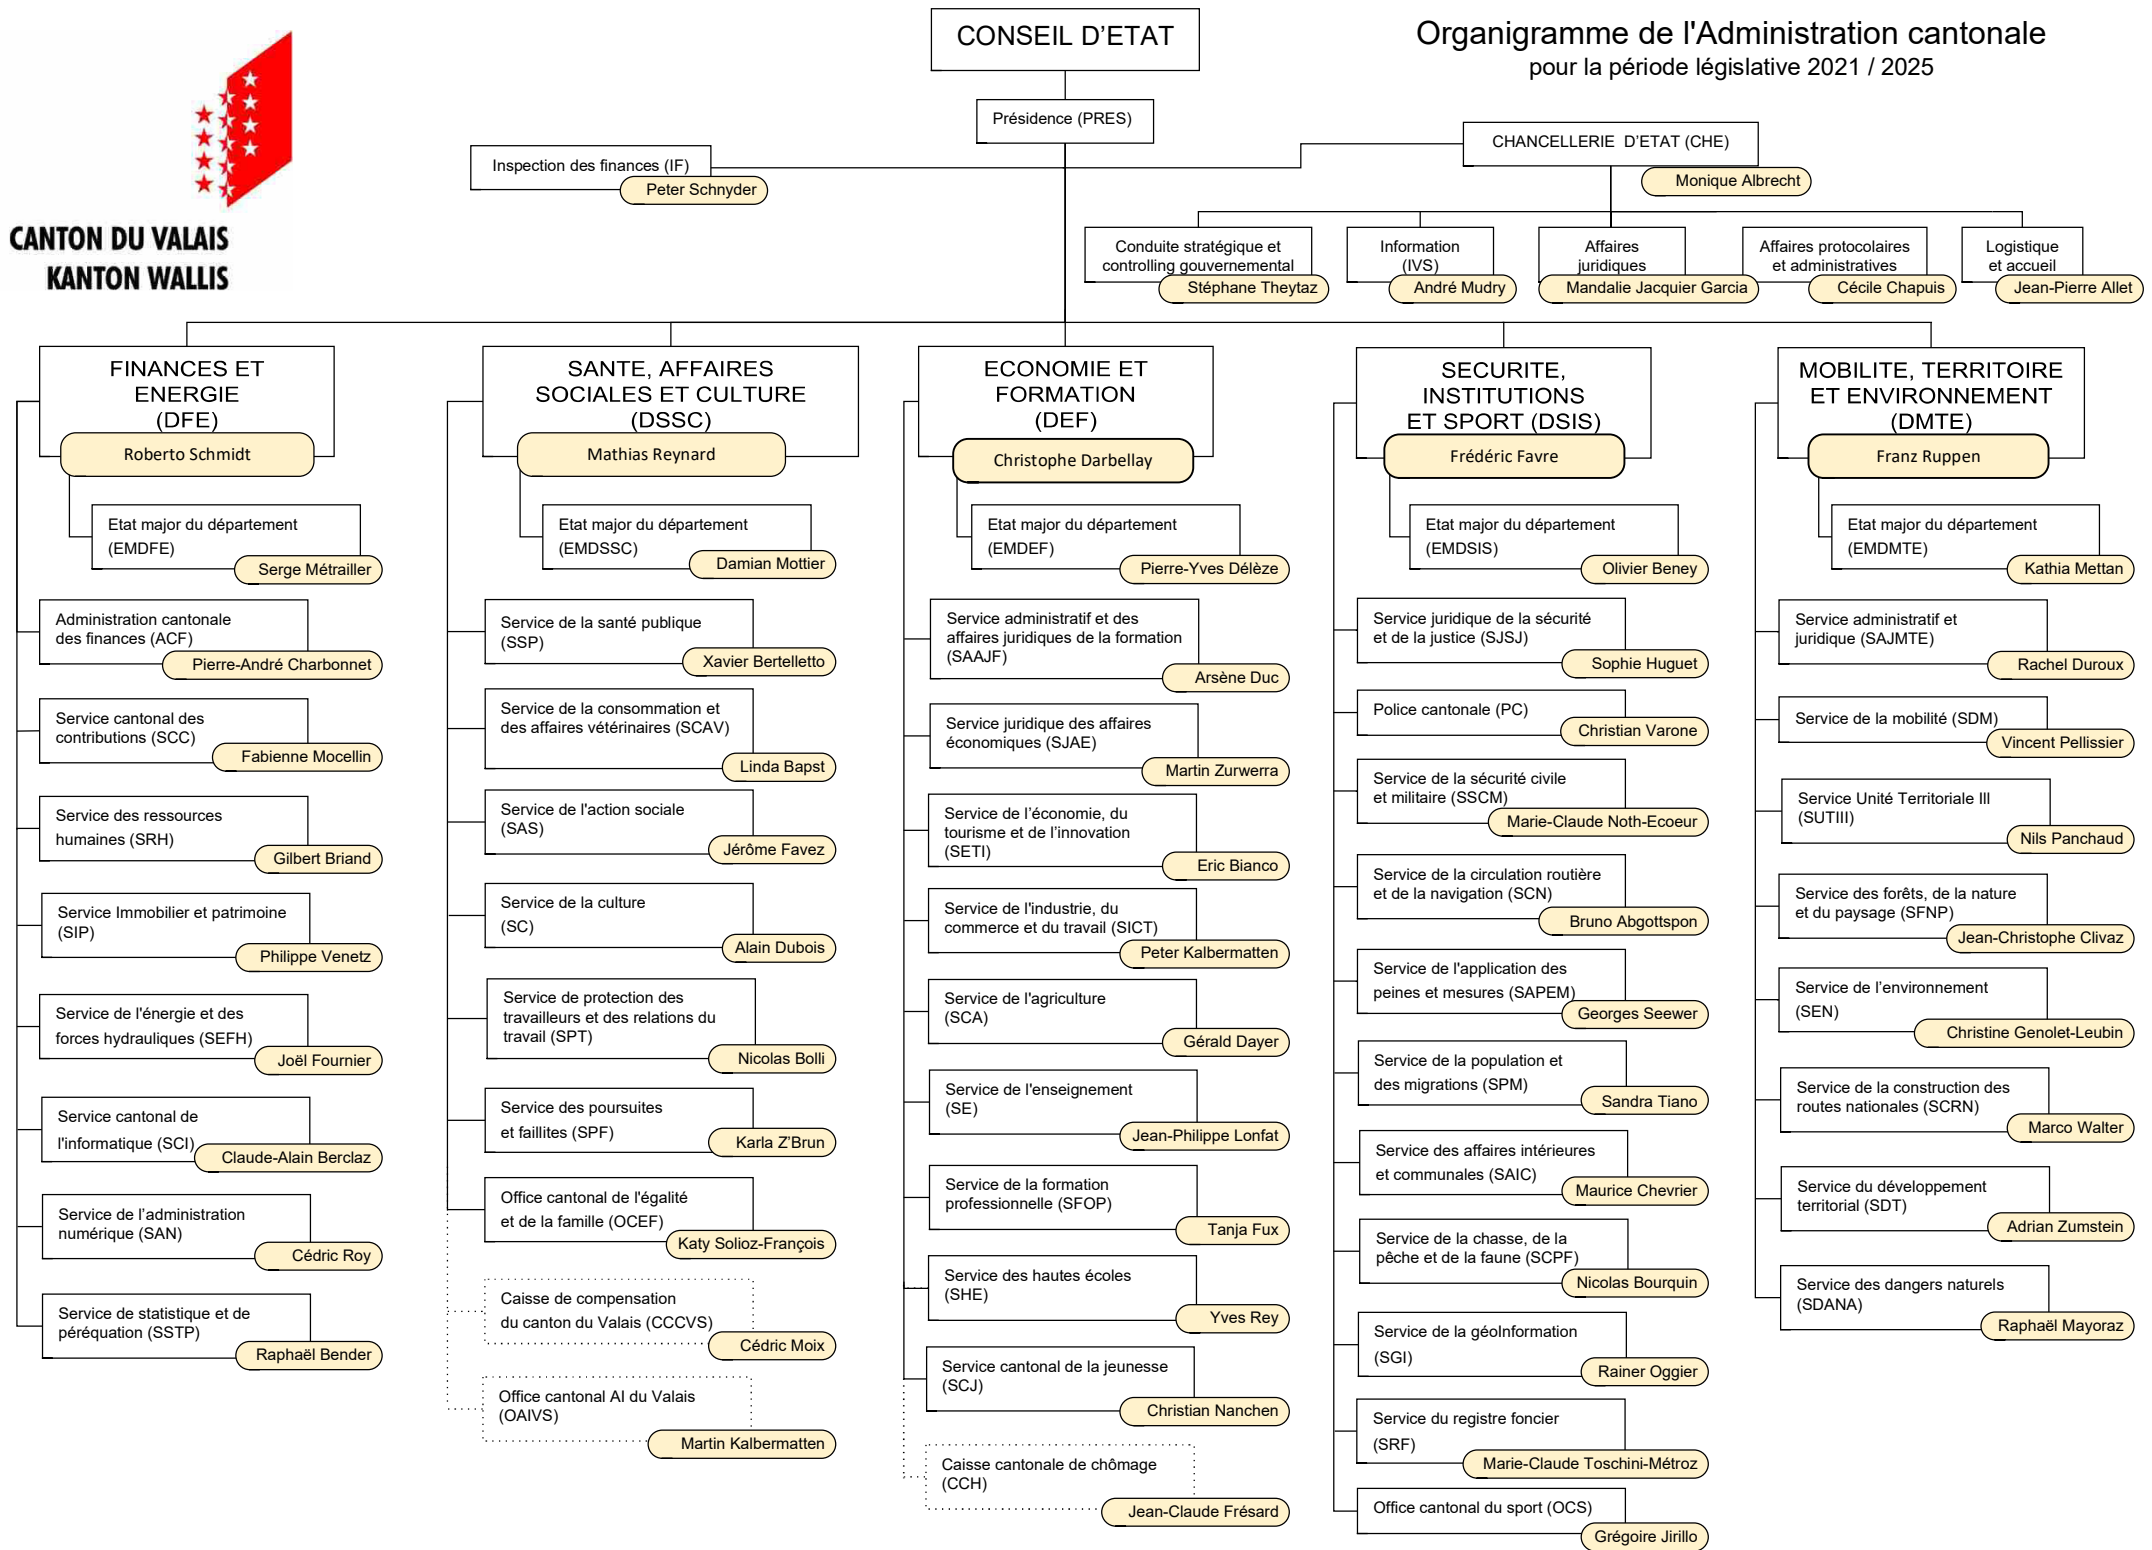 CONSEIL D'ETAT
Organigramme de l'Administration cantonale
pour la période législative 2021 / 2025
CANTON DU VALAIS
KANTON WALLIS
Présidence (PRES)
Inspection des finances (IF)
Peter Schnyder
CHANCELLERIE D'ETAT (CHE)
Monique Albrecht
Conduite stratégique et
controlling gouvernemental
Stéphane Theytaz
Information
(IVS)
André Mudry
Affaires
juridiques
Mandalie Jacquier Garcia
Affaires protocolaires
et administratives
Cécile Chapuis
Logistique
et accueil
Jean-Pierre Allet
FINANCES ET
ENERGIE
(DFE)
Roberto Schmidt
Etat major du département
(EMDFE)
Serge Métrailler
Administration cantonale
des finances (ACF)
Pierre-André Charbonnet
Service cantonal des
contributions (SCC)
Fabienne Mocellin
Service des ressources
humaines (SRH)
Gilbert Briand
Service Immobilier et patrimoine
(SIP)
Philippe Venetz
Service de l'énergie et des
forces hydrauliques (SEFH)
Joël Fournier
Service cantonal de
l'informatique (SCI)
Claude-Alain Berclaz
Service de l’administration
numérique (SAN)
Cédric Roy
Service de statistique et de
péréquation (SSTP)
Raphaël Bender
SANTE, AFFAIRES
SOCIALES ET CULTURE
(DSSC)
Mathias Reynard
Etat major du département
(EMDSSC)
Damian Mottier
Service de la santé publique
(SSP)
Xavier Bertelletto
Service de la consommation et
des affaires vétérinaires (SCAV)
Linda Bapst
Service de l'action sociale
(SAS)
Jérôme Favez
Service de la culture
(SC)
Alain Dubois
Service de protection des
travailleurs et des relations du
travail (SPT)
Nicolas Bolli
Service des poursuites
et faillites (SPF)
Karla Z’Brun
Office cantonal de l'égalité
et de la famille (OCEF)
Katy Solioz-François
Caisse de compensation
du canton du Valais (CCCVS)
Cédric Moix
Office cantonal AI du Valais
(OAIVS)
Martin Kalbermatten
ECONOMIE ET
FORMATION
(DEF)
Christophe Darbellay
Etat major du département
(EMDEF)
Pierre-Yves Délèze
Service administratif et des
affaires juridiques de la formation
(SAAJF)
Arsène Duc
Service juridique des affaires
économiques (SJAE)
Martin Zurwerra
Service de l’économie, du
tourisme et de l’innovation
(SETI)
Eric Bianco
Service de l'industrie, du
commerce et du travail (SICT)
Peter Kalbermatten
Service de l'agriculture
(SCA)
Gérald Dayer
Service de l'enseignement
(SE)
Jean-Philippe Lonfat
Service de la formation
professionnelle (SFOP)
Tanja Fux
Service des hautes écoles
(SHE)
Yves Rey
Service cantonal de la jeunesse
(SCJ)
Christian Nanchen
Caisse cantonale de chômage
(CCH)
Jean-Claude Frésard
SECURITE,
INSTITUTIONS
ET SPORT (DSIS)
Frédéric Favre
Etat major du département
(EMDSIS)
Olivier Beney
Service juridique de la sécurité
et de la justice (SJSJ)
Sophie Huguet
Police cantonale (PC)
Christian Varone
Service de la sécurité civile
et militaire (SSCM)
Marie-Claude Noth-Ecoeur
Service de la circulation routière
et de la navigation (SCN)
Bruno Abgottspon
Service de l'application des
peines et mesures (SAPEM)
Georges Seewer
Service de la population et
des migrations (SPM)
Sandra Tiano
Service des affaires intérieures
et communales (SAIC)
Maurice Chevrier
Service de la chasse, de la
pêche et de la faune (SCPF)
Nicolas Bourquin
Service de la géoInformation
(SGI)
Rainer Oggier
Service du registre foncier
(SRF)
Marie-Claude Toschini-Métroz
Office cantonal du sport (OCS)
Grégoire Jirillo
MOBILITE, TERRITOIRE
ET ENVIRONNEMENT
(DMTE)
Franz Ruppen
Etat major du département
(EMDMTE)
Kathia Mettan
Service administratif et
juridique (SAJMTE)
Rachel Duroux
Service de la mobilité (SDM)
Vincent Pellissier
Service Unité Territoriale III
(SUTIII)
Nils Panchaud
Service des forêts, de la nature
et du paysage (SFNP)
Jean-Christophe Clivaz
Service de l’environnement
(SEN)
Christine Genolet-Leubin
Service de la construction des
routes nationales (SCRN)
Marco Walter
Service du développement
territorial (SDT)
Adrian Zumstein
Service des dangers naturels
(SDANA)
Raphaël Mayoraz